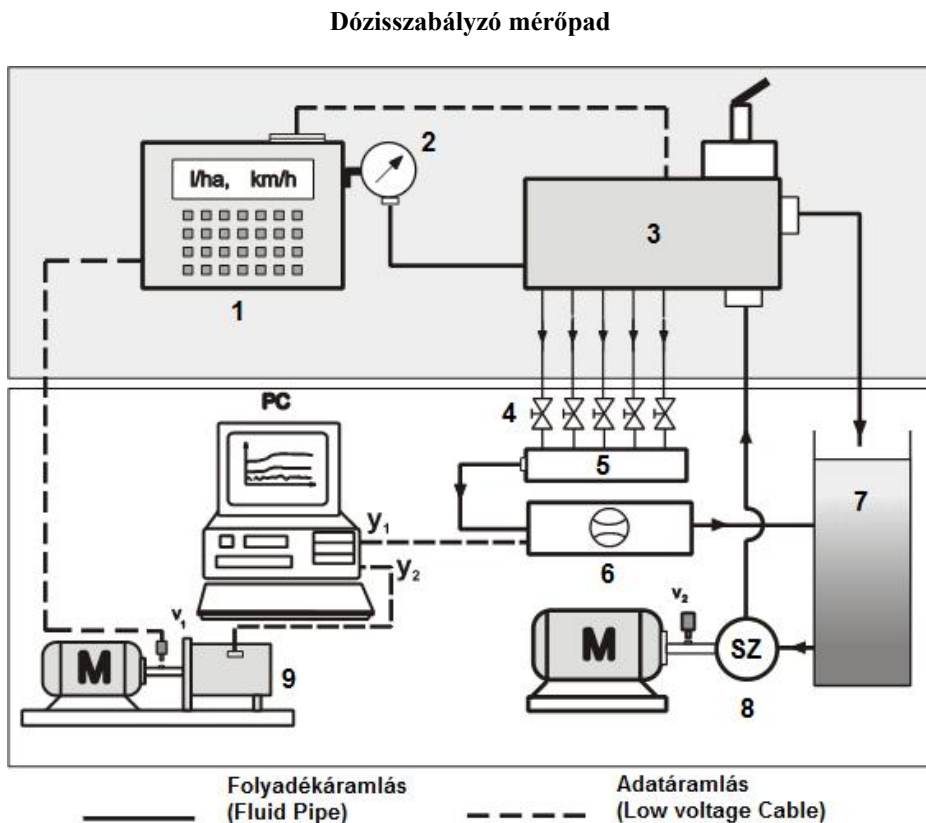 Dózisszabályzó mérőpad
l/ha, km/h
2
3
1
PC
4
5
y₁
6
7
y₂
v₁
v₂
M
9
M
SZ
8
Folyadékáramlás
(Fluid Pipe)
Adatáramlás
(Low voltage Cable)